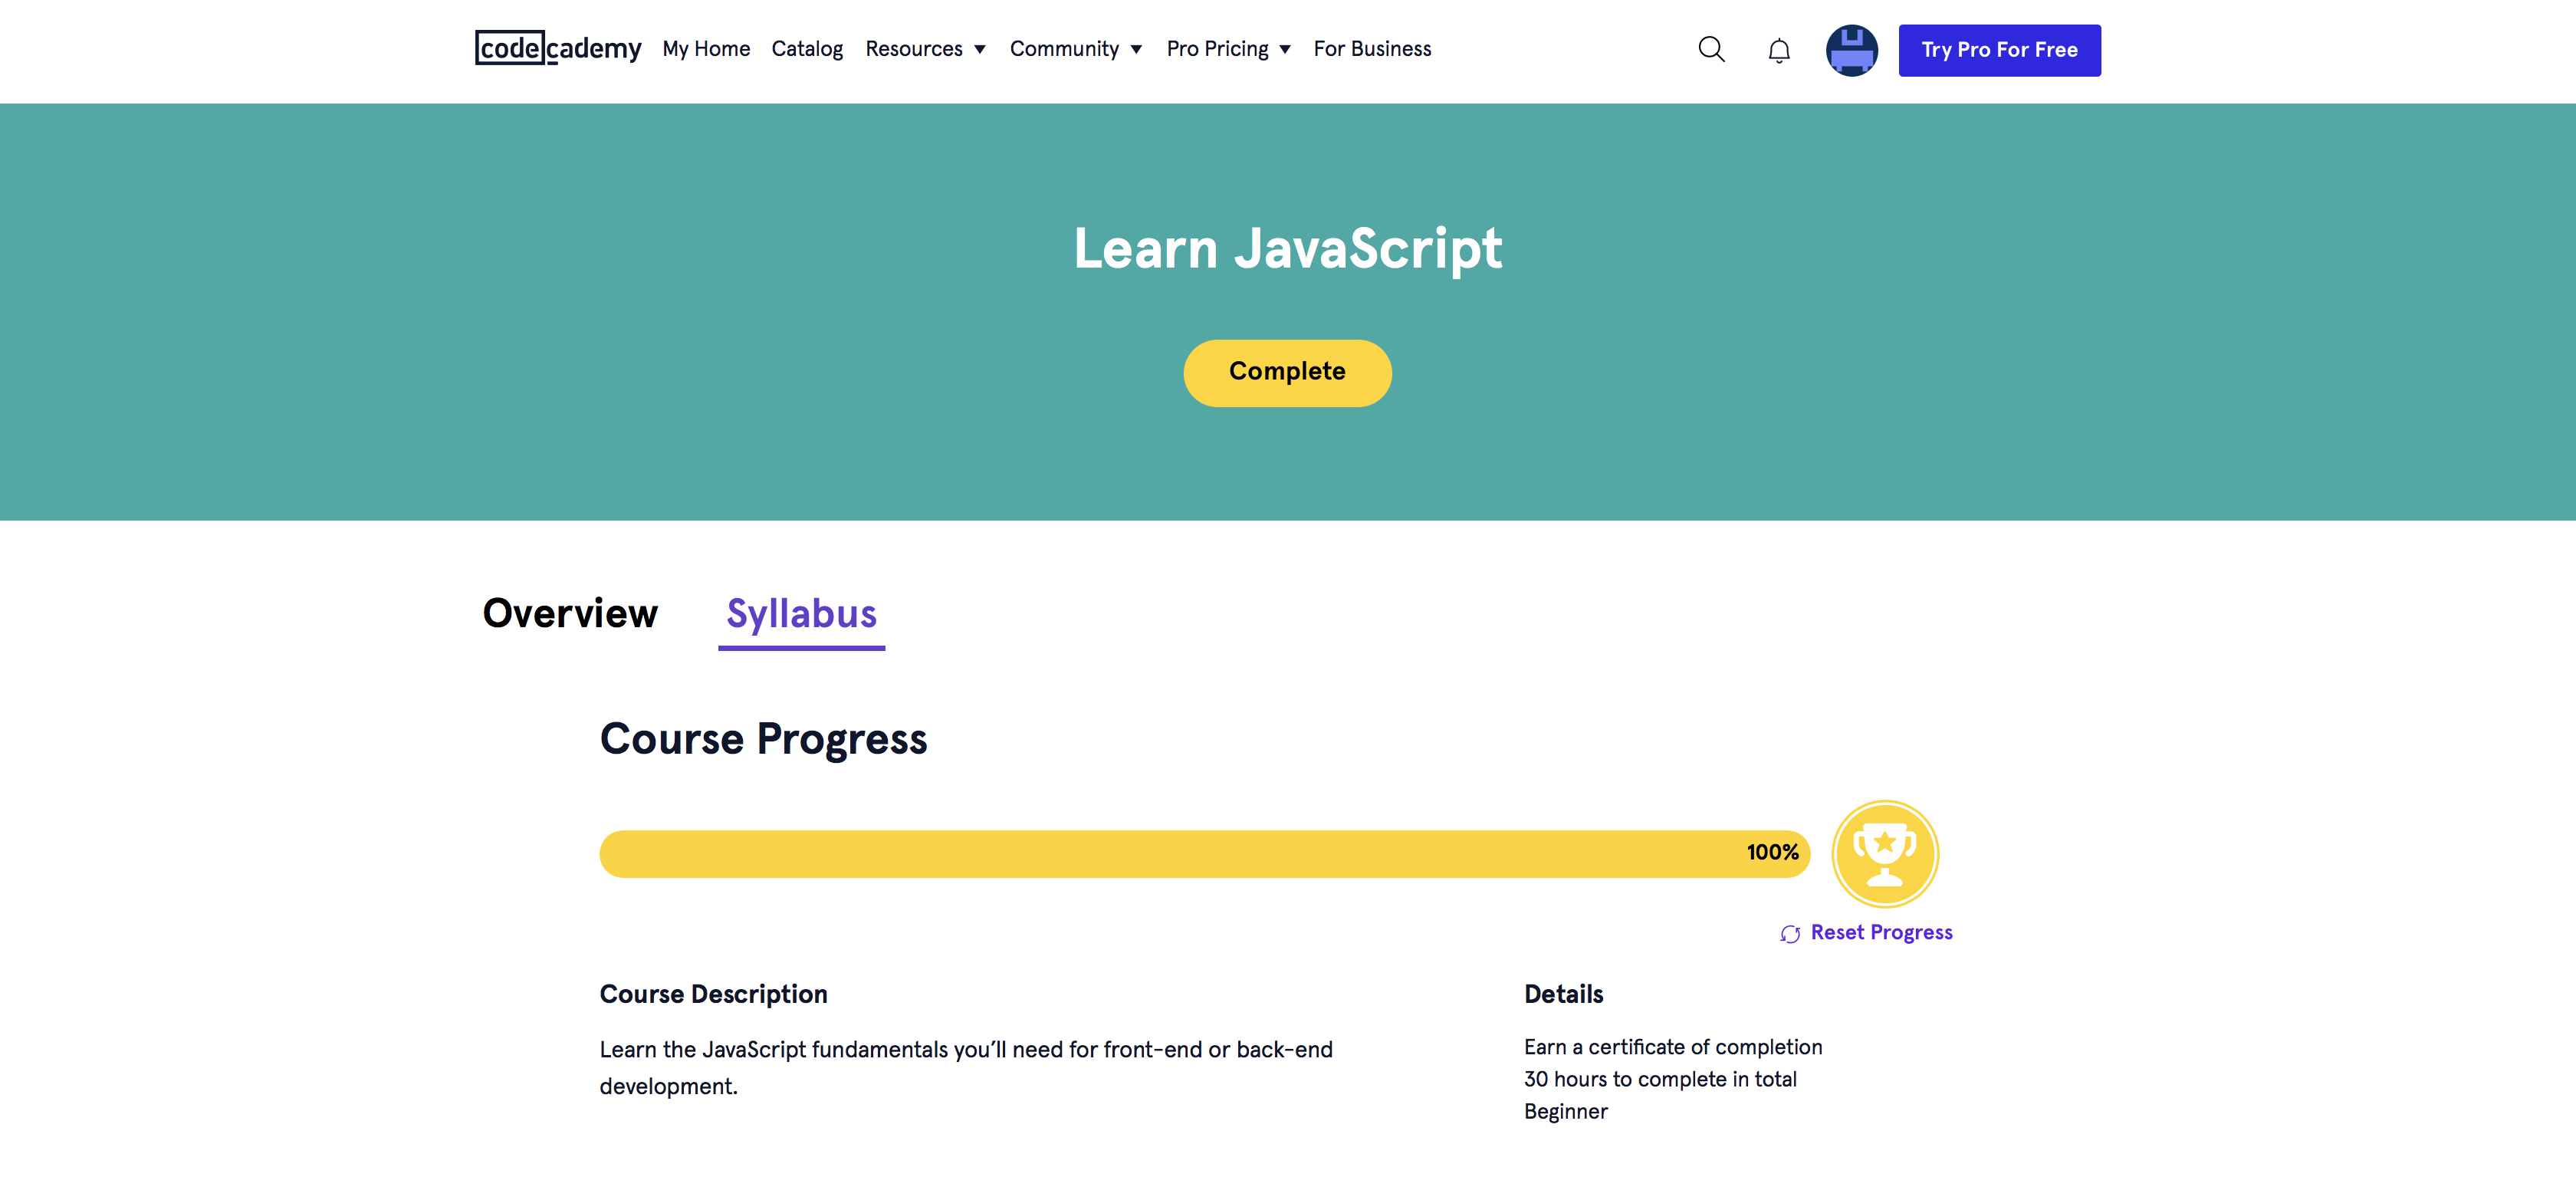 codecademy My Home Catalog Resources Community Pro Pricing For Business Try Pro For Free
Learn JavaScript
Complete
Overview Syllabus
Course Progress
100%
Reset Progress
Course Description
Learn the JavaScript fundamentals you’ll need for front-end or back-end
development.
Details
Earn a certificate of completion
30 hours to complete in total
Beginner